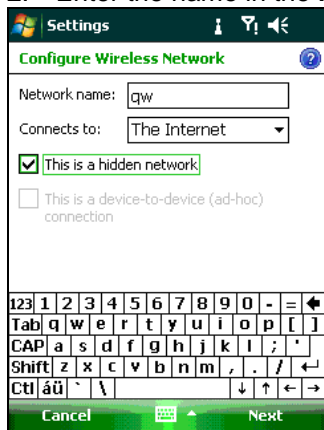 2. Enter the name in the
Settings
Configure Wireless Network
Network name: qw
Connects to: The Internet
This is a hidden network
This is a device-to-device (ad-hoc)
connection
123 1 2 3 4 5 6 7 8 9 0 - =
Tab q w e r t y u i o p [ ]
CAP a s d f g h j k l ; '
Shift z x c v b n m , . /
Ctl áü ` \
Cancel Next